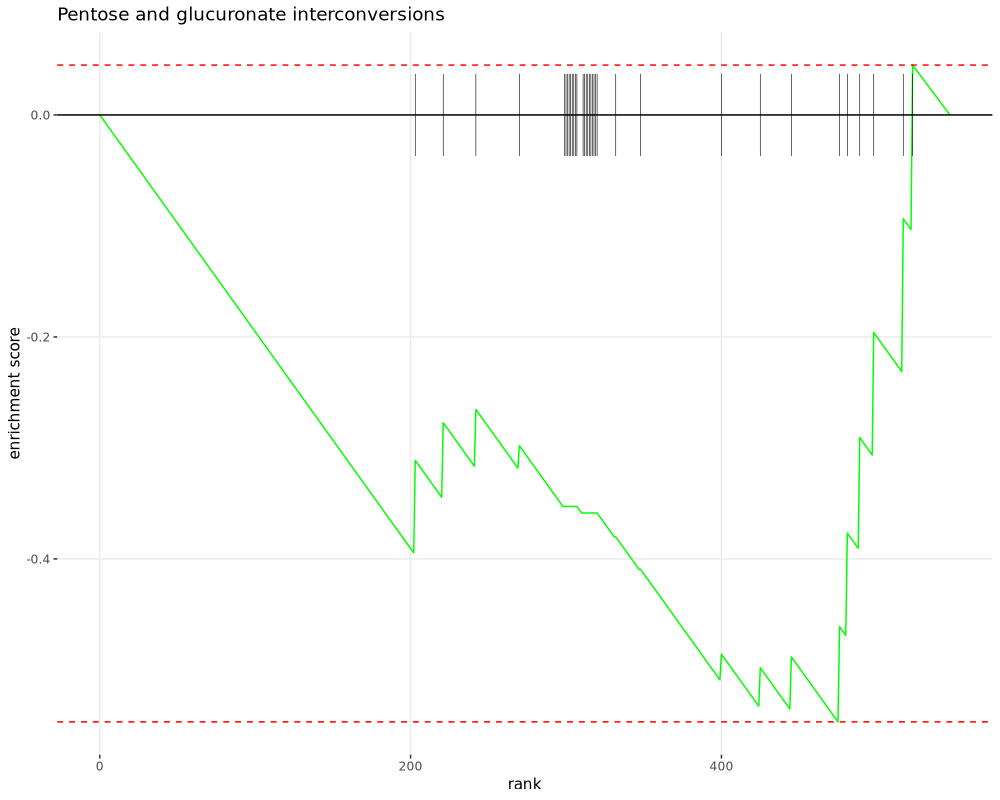 Pentose and glucuronate interconversions
0.0
-0.2
-0.4
enrichment score
0
200
400
rank